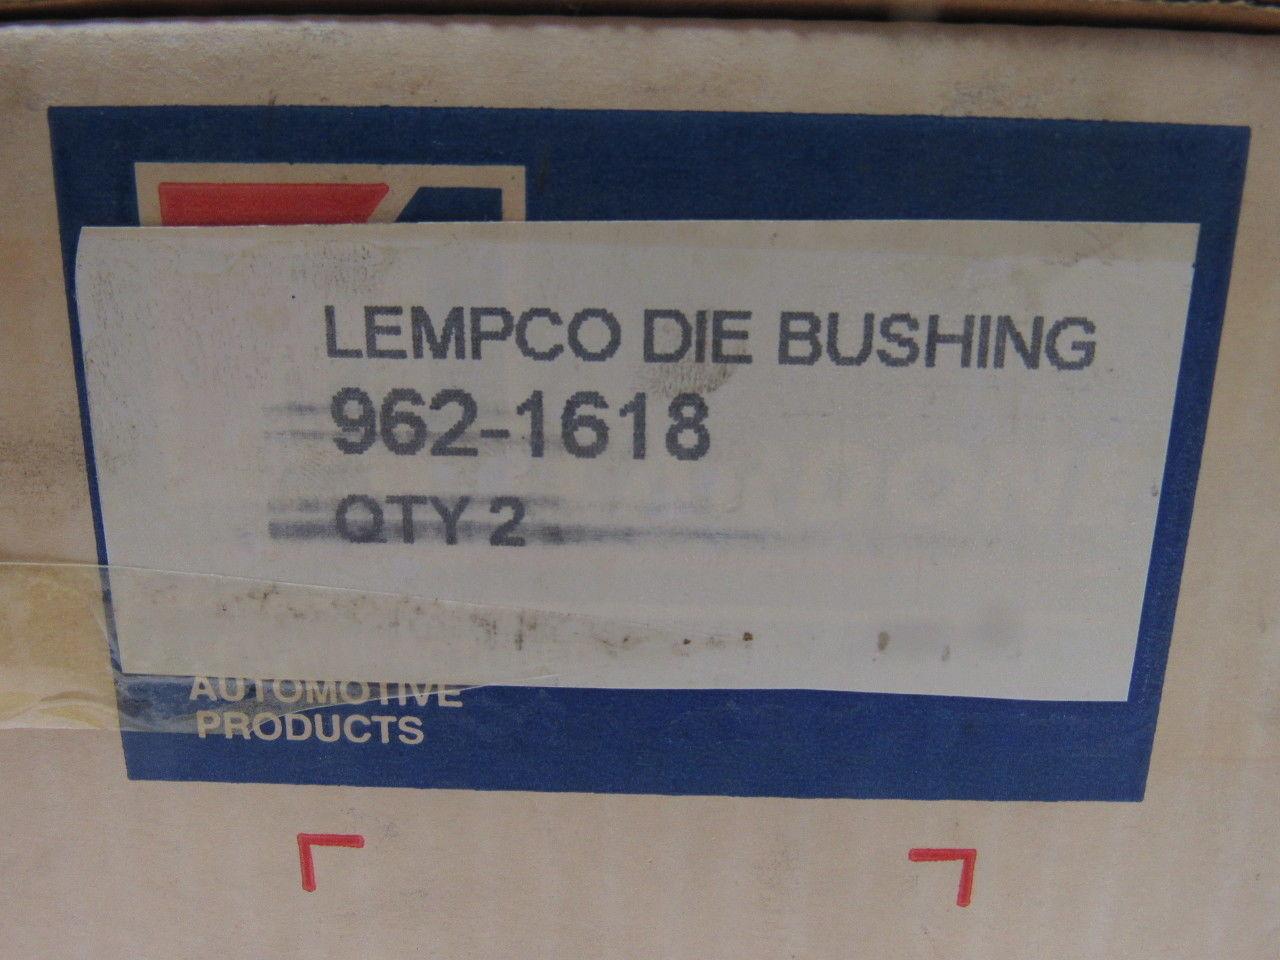 LEMPCO DIE BUSHING
962-1618
QTY 2
AUTOMOTIVE
PRODUCTS